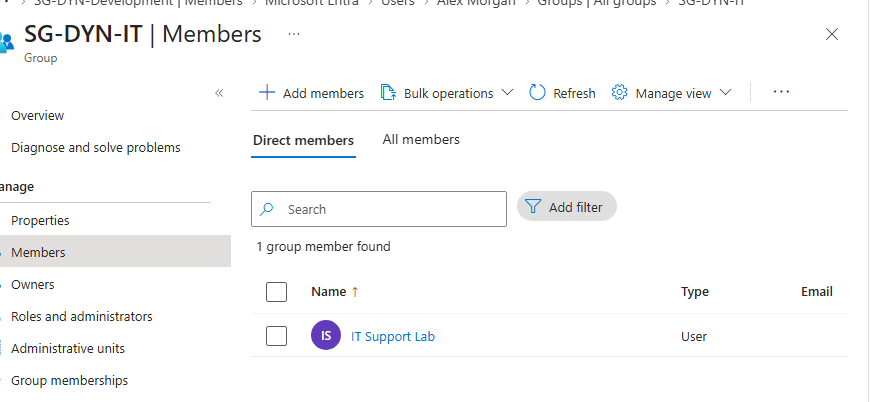 SG-DYN-Development | Members > Microsoft Entra > Users > Alex Morgan > Groups | All groups > SG-DYN-IT
SG-DYN-IT | Members ...
Group
«
Add members Bulk operations Refresh Manage view ...
Overview
Diagnose and solve problems
Direct members All members
anage
Search Add filter
Properties
1 group member found
Members
Owners
Name ↑ Type Email
Roles and administrators
IS IT Support Lab User
Administrative units
Group memberships